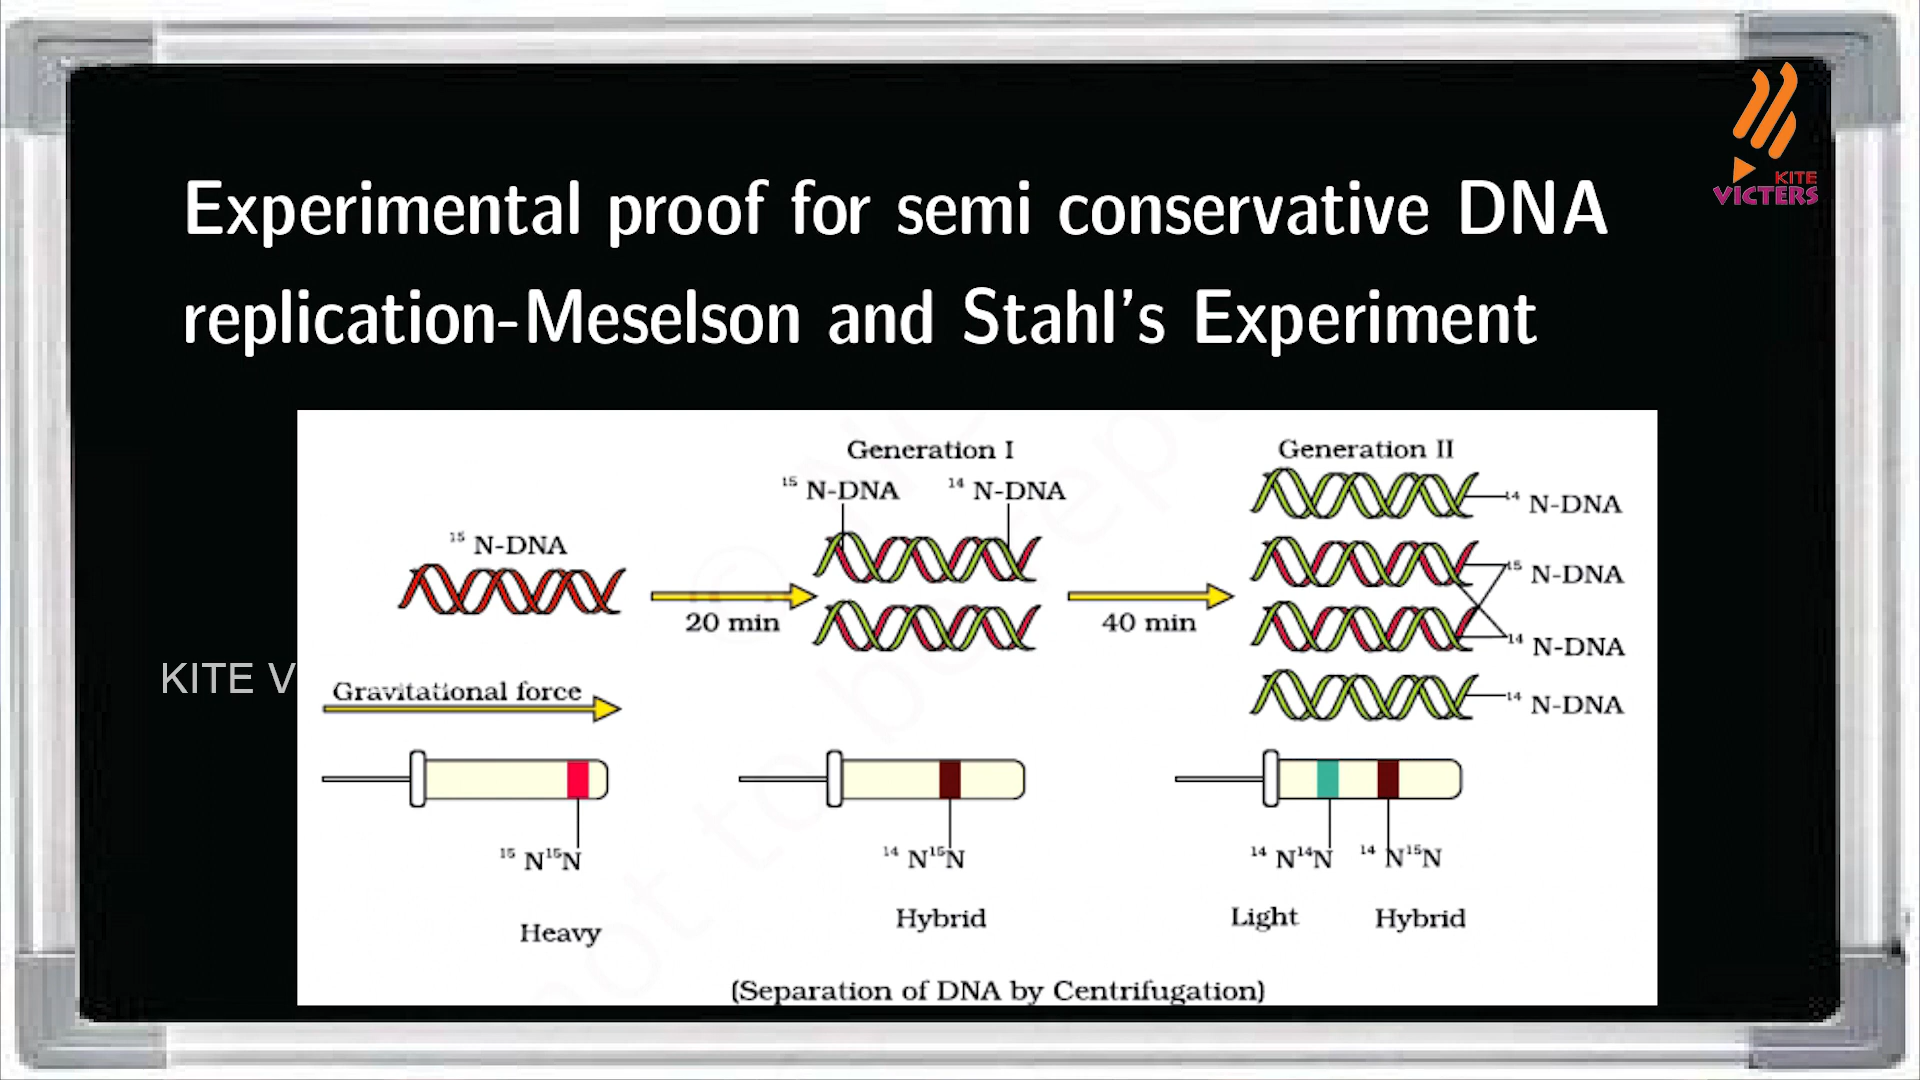 KITE
VICTERS
Experimental proof for semi conservative DNA
replication-Meselson and Stahl's Experiment
Generation I
Generation II
¹⁵ N-DNA
¹⁴ N-DNA
¹⁴ N-DNA
¹⁵ N-DNA
¹⁵ N-DNA
20 min
40 min
¹⁴ N-DNA
¹⁴ N-DNA
KITE V
Gravitational force
¹⁵ N¹⁵N
¹⁴ N¹⁵N
¹⁴ N¹⁴N
¹⁴ N¹⁵N
Heavy
Hybrid
Light
Hybrid
(Separation of DNA by Centrifugation)